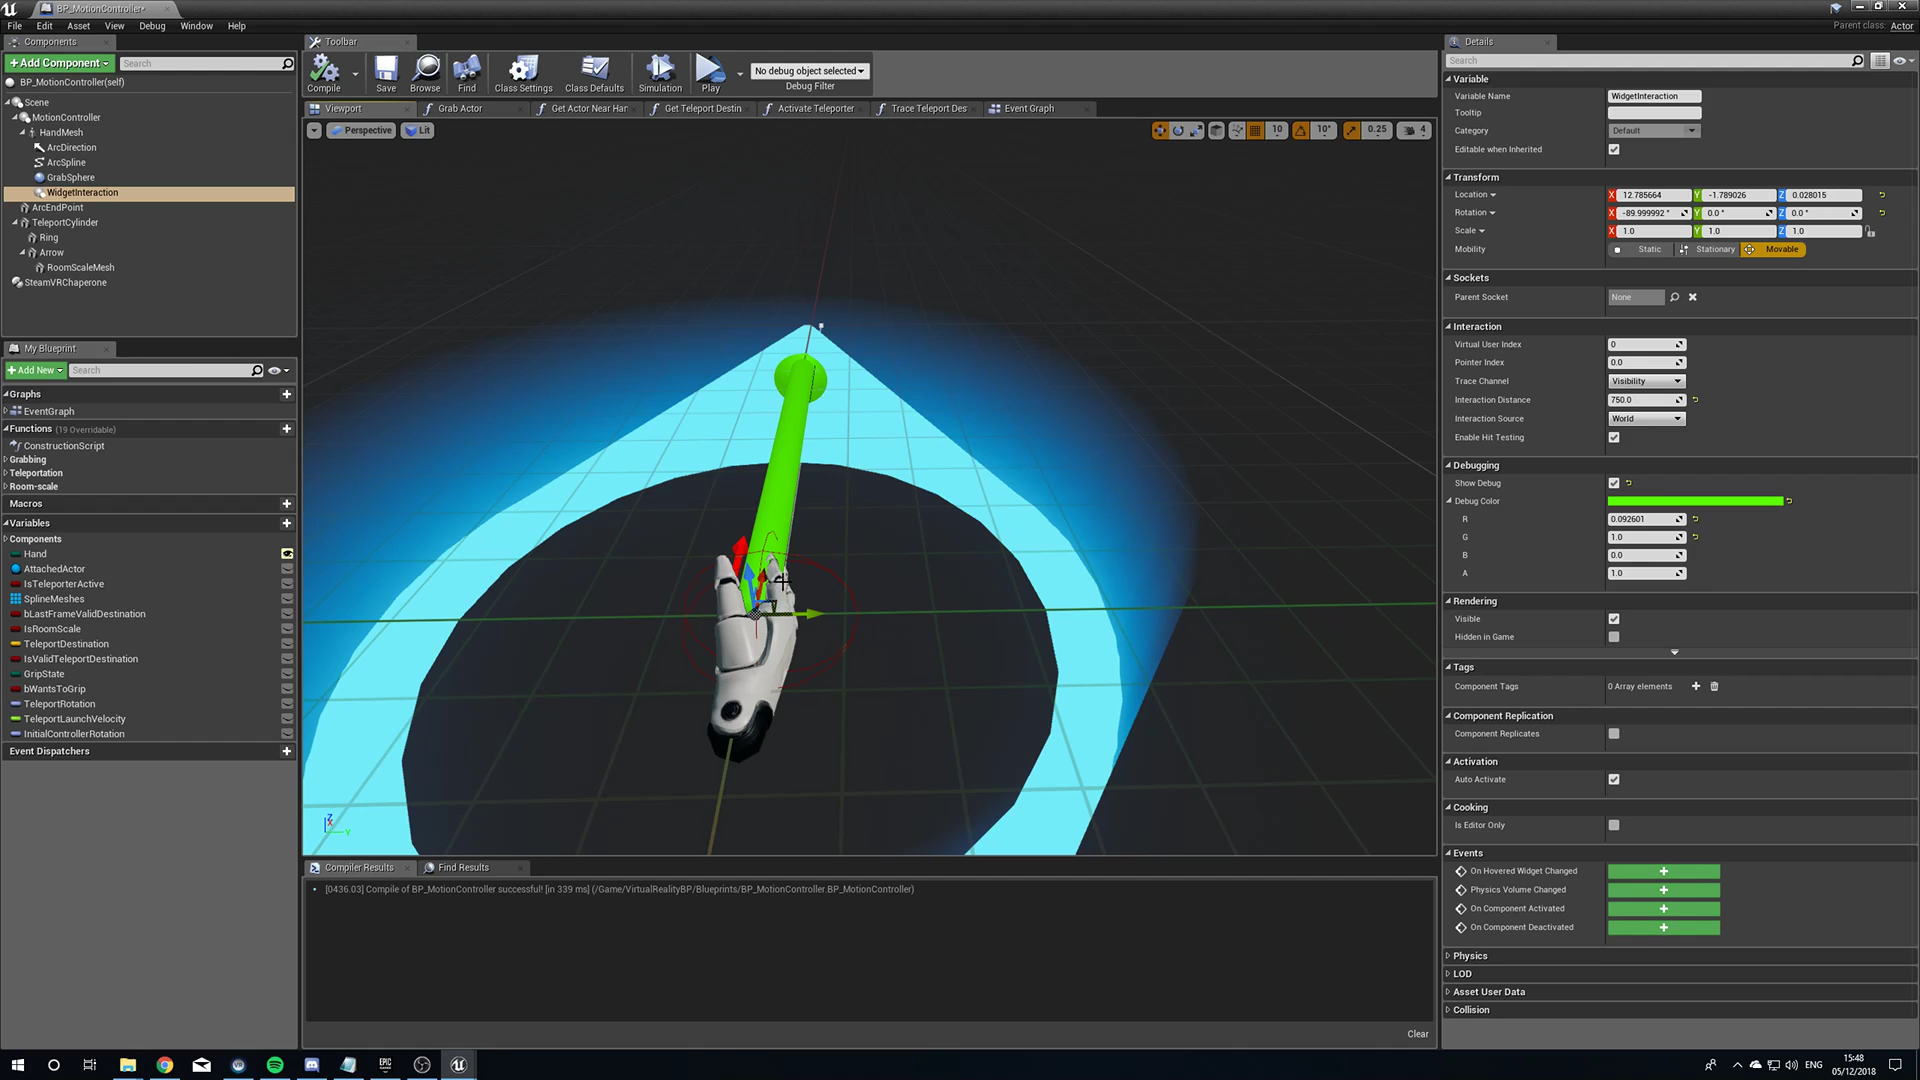 BP_MotionController*
File Edit Asset View Debug Window Help
Parent class: Actor
Components
+Add Component
Search
BP_MotionController(self)
Scene
MotionController
HandMesh
ArcDirection
ArcSpline
GrabSphere
WidgetInteraction
ArcEndPoint
TeleportCylinder
Ring
Arrow
RoomScaleMesh
SteamVRChaperone
My Blueprint
+Add New
Search
Graphs
EventGraph
Functions (19 Overridable)
ConstructionScript
Grabbing
Teleportation
Room-scale
Macros
Variables
Components
Hand
AttachedActor
IsTeleporterActive
SplineMeshes
bLastFrameValidDestination
IsRoomScale
TeleportDestination
IsValidTeleportDestination
GripState
bWantsToGrip
TeleportRotation
TeleportLaunchVelocity
InitialControllerRotation
Event Dispatchers
Toolbar
Compile Save Browse Find Class Settings Class Defaults Simulation Play
No debug object selected
Debug Filter
Viewport Grab Actor Get Actor Near Han Get Teleport Destin Activate Teleporter Trace Teleport Des Event Graph
Perspective Lit
10 10° 0.25 4
Z
X
Y
Compiler Results Find Results
[0436.03] Compile of BP_MotionController successful! [in 339 ms] (/Game/VirtualRealityBP/Blueprints/BP_MotionController.BP_MotionController)
Clear
Details
Search
Variable
Variable Name WidgetInteraction
Tooltip
Category Default
Editable when Inherited
Transform
Location X 12.785664 Y -1.789026 Z 0.028015
Rotation X -89.999992 ° Y 0.0 ° Z 0.0 °
Scale X 1.0 Y 1.0 Z 1.0
Mobility Static Stationary Movable
Sockets
Parent Socket None
Interaction
Virtual User Index 0
Pointer Index 0.0
Trace Channel Visibility
Interaction Distance 750.0
Interaction Source World
Enable Hit Testing
Debugging
Show Debug
Debug Color
R 0.092601
G 1.0
B 0.0
A 1.0
Rendering
Visible
Hidden in Game
Tags
Component Tags 0 Array elements
Component Replication
Component Replicates
Activation
Auto Activate
Cooking
Is Editor Only
Events
On Hovered Widget Changed
Physics Volume Changed
On Component Activated
On Component Deactivated
Physics
LOD
Asset User Data
Collision
EPIC GAMES
ENG
15:48
05/12/2018